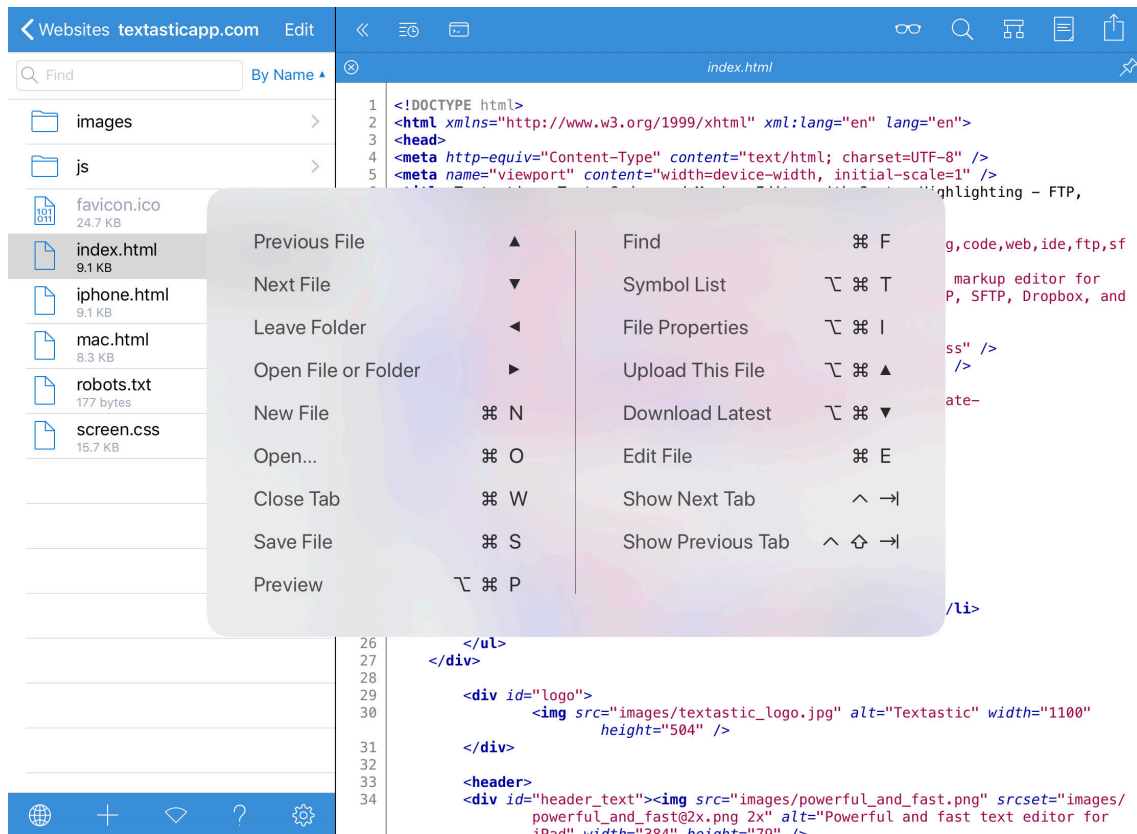 Websites textasticapp.com Edit
Find
By Name ▲
images
js
favicon.ico
24.7 KB
index.html
9.1 KB
iphone.html
9.1 KB
mac.html
8.3 KB
robots.txt
177 bytes
screen.css
15.7 KB
index.html
1 <!DOCTYPE html>
2 <html xmlns="http://www.w3.org/1999/xhtml" xml:lang="en" lang="en">
3 <head>
4 <meta http-equiv="Content-Type" content="text/html; charset=UTF-8" />
5 <meta name="viewport" content="width=device-width, initial-scale=1" />
Highlighting – FTP,
g,code,web,ide,ftp,sf
markup editor for
P, SFTP, Dropbox, and
ss" />
/>
ate-
/li>
Previous File ▲
Next File ▼
Leave Folder ◀
Open File or Folder ▶
New File ⌘ N
Open... ⌘ O
Close Tab ⌘ W
Save File ⌘ S
Preview ⌥ ⌘ P
Find ⌘ F
Symbol List ⌥ ⌘ T
File Properties ⌥ ⌘ I
Upload This File ⌥ ⌘ ▲
Download Latest ⌥ ⌘ ▼
Edit File ⌘ E
Show Next Tab ^ ⇥
Show Previous Tab ^ ⇧ ⇥
26 </ul>
27 </div>
28
29 <div id="logo">
30 <img src="images/textastic_logo.jpg" alt="Textastic" width="1100"
height="504" />
31 </div>
32
33 <header>
34 <div id="header_text"><img src="images/powerful_and_fast.png" srcset="images/
powerful_and_fast@2x.png 2x" alt="Powerful and fast text editor for
iPad" width="384" height="79" />